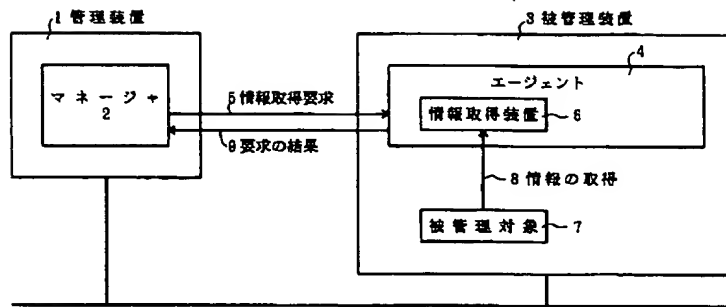 1 管理装置
3 被管理装置
4
エージェント
マネージャ
2
5 情報取得要求
情報取得装置
6
9 要求の結果
8 情報の取得
被管理対象
7